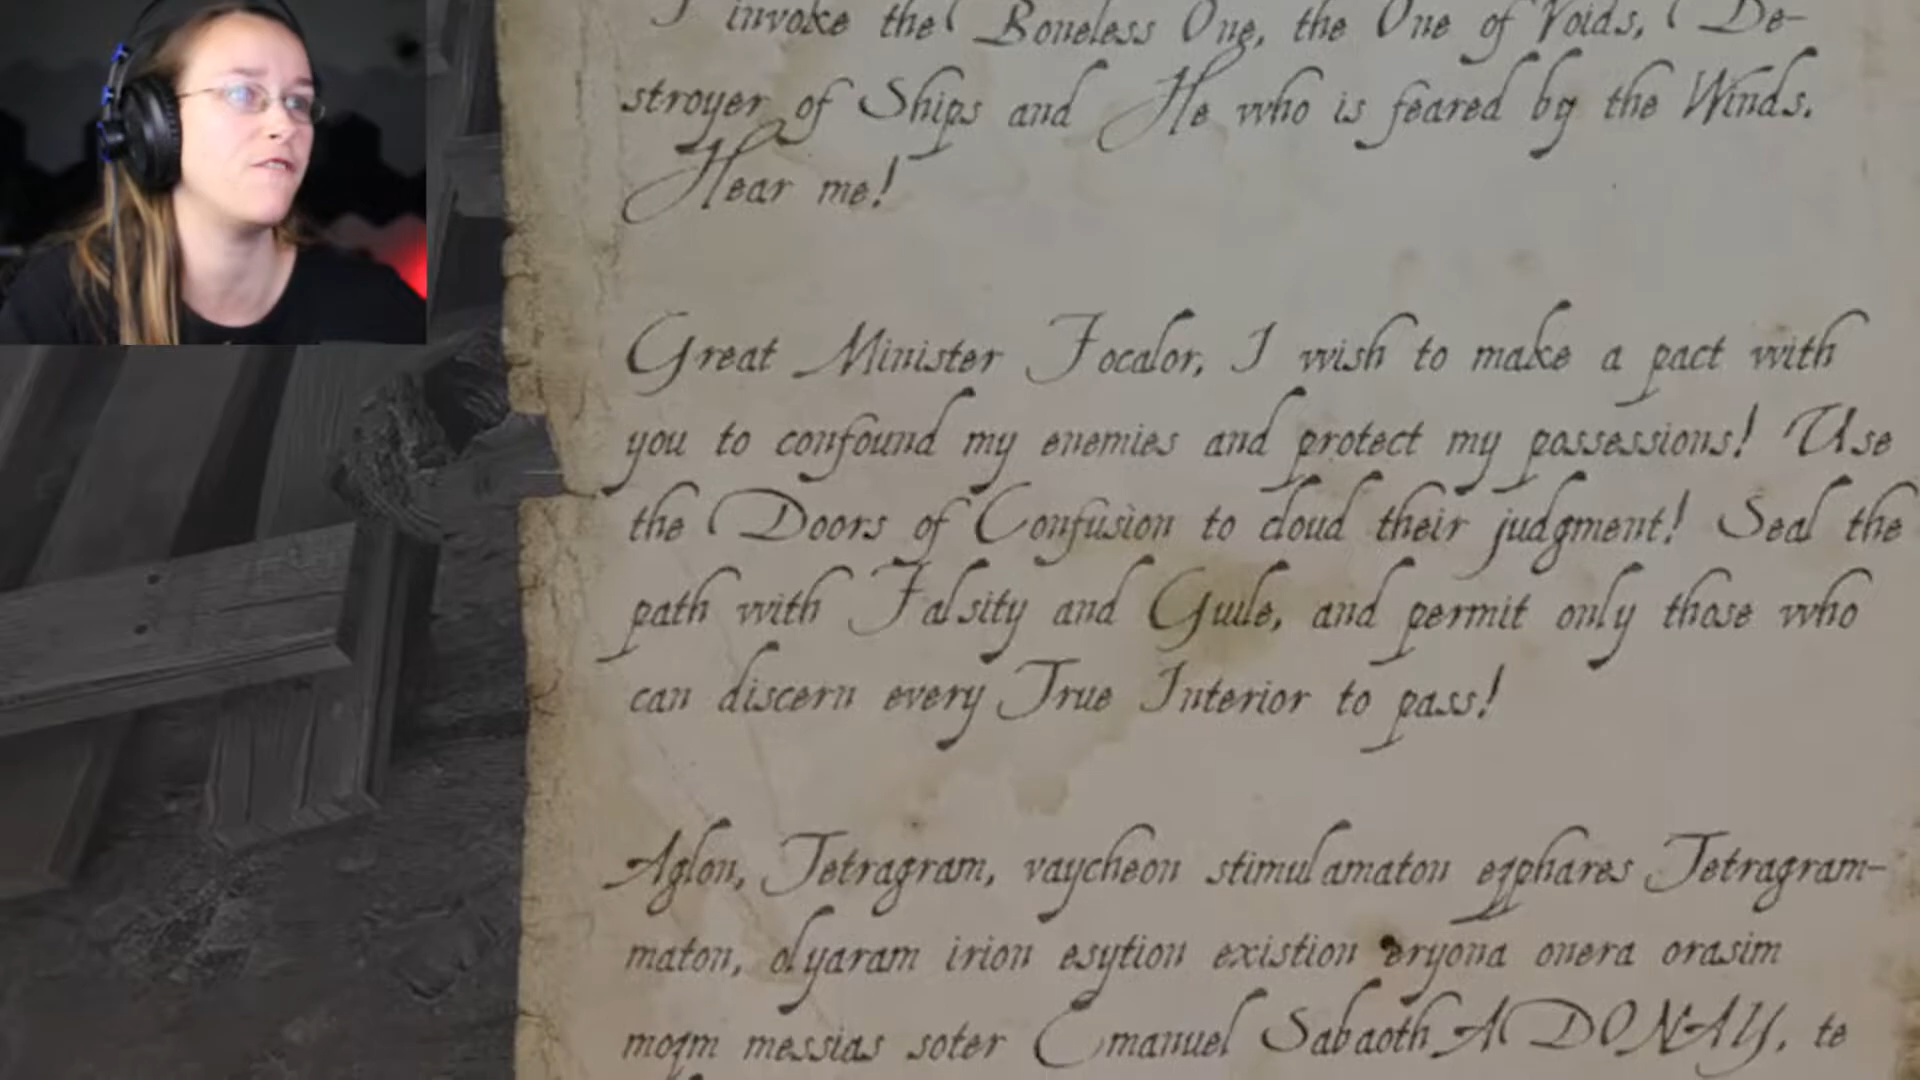 I invoke the Boneless One, the One of Voids, De-
stroyer of Ships and He who is feared by the Winds.
Hear me!
Great Minister Focalor, I wish to make a pact with
you to confound my enemies and protect my possessions! Use
the Doors of Confusion to cloud their judgment! Seal the
path with Falsity and Guile, and permit only those who
can discern every True Interior to pass!
Aglon, Tetragram, vaycheon stimulamaton ezphares Tetragram-
maton, olyaram irion esytion existion eryona onera orasim
mozm messias soter Emanuel Sabaoth ADONAY, te